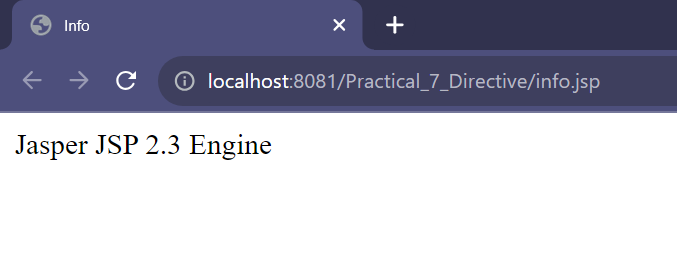 Info
localhost:8081/Practical_7_Directive/info.jsp
Jasper JSP 2.3 Engine